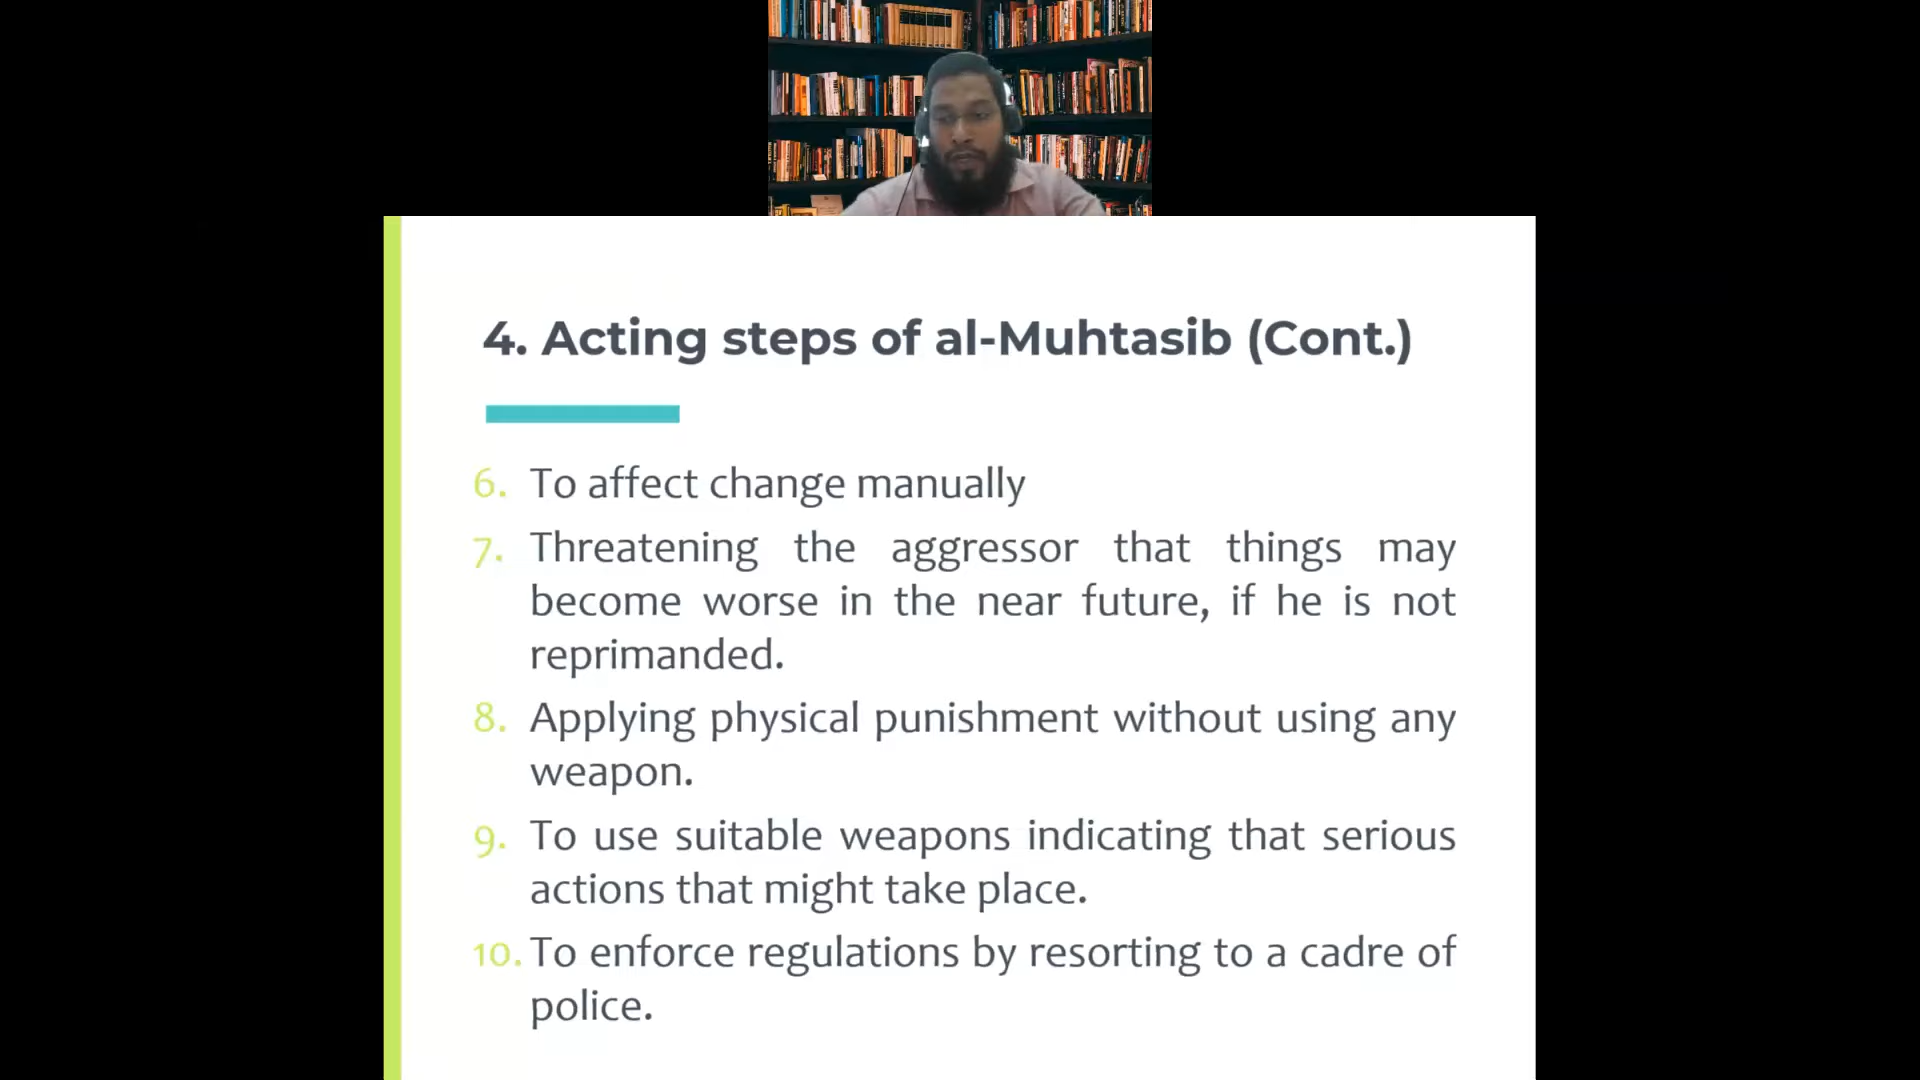 4. Acting steps of al-Muhtasib (Cont.)
6. To affect change manually
7. Threatening the aggressor that things may
become worse in the near future, if he is not
reprimanded.
8. Applying physical punishment without using any
weapon.
9. To use suitable weapons indicating that serious
actions that might take place.
10. To enforce regulations by resorting to a cadre of
police.